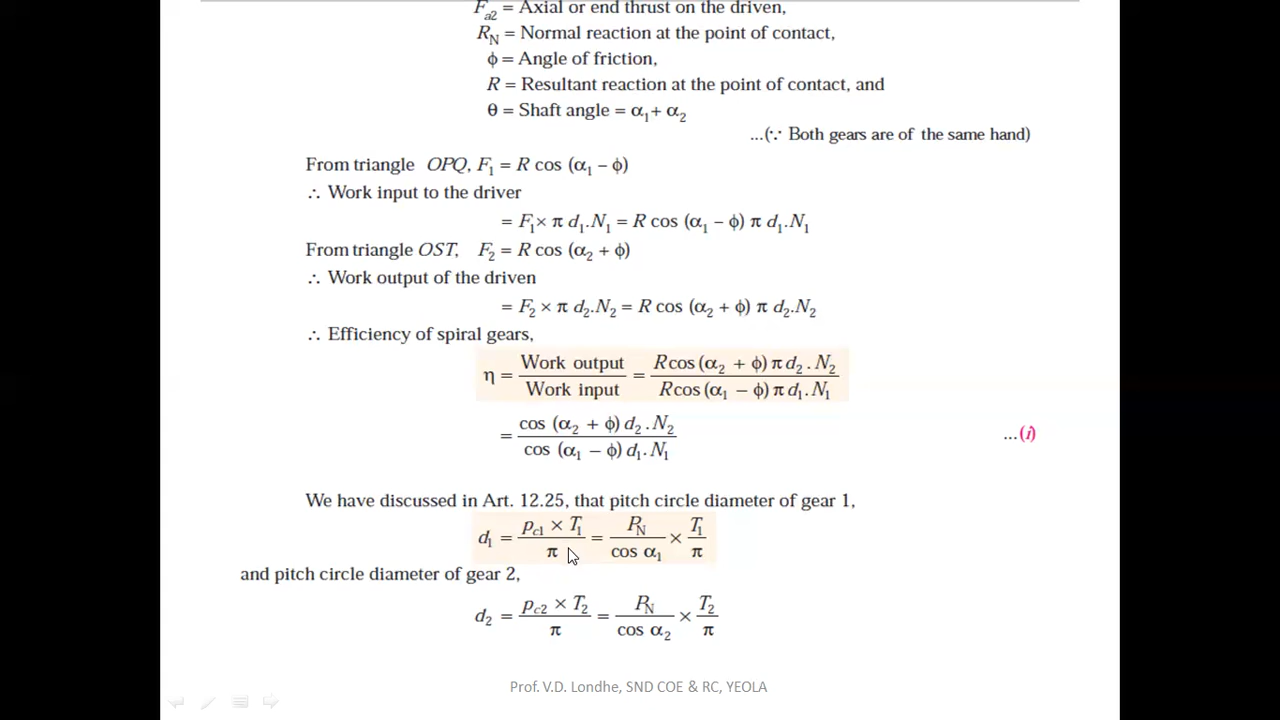 F_a2 = Axial or end thrust on the driven,
R_N = Normal reaction at the point of contact,
ϕ = Angle of friction,
R = Resultant reaction at the point of contact, and
θ = Shaft angle = α₁ + α₂
...(∵ Both gears are of the same hand)
From triangle OPQ, F₁ = R cos (α₁ – ϕ)
∴ Work input to the driver
= F₁ × π d₁.N₁ = R cos (α₁ – ϕ) π d₁.N₁
From triangle OST, F₂ = R cos (α₂ + ϕ)
∴ Work output of the driven
= F₂ × π d₂.N₂ = R cos (α₂ + ϕ) π d₂.N₂
∴ Efficiency of spiral gears,
η = Work output / Work input = R cos (α₂ + ϕ) π d₂ . N₂ / R cos (α₁ – ϕ) π d₁ . N₁
= cos (α₂ + ϕ) d₂ . N₂ / cos (α₁ – ϕ) d₁ . N₁ ...(i)
We have discussed in Art. 12.25, that pitch circle diameter of gear 1,
d₁ = p_c1 × T₁ / π = P_N / cos α₁ × T₁ / π
and pitch circle diameter of gear 2,
d₂ = p_c2 × T₂ / π = P_N / cos α₂ × T₂ / π
Prof. V.D. Londhe, SND COE & RC, YEOLA